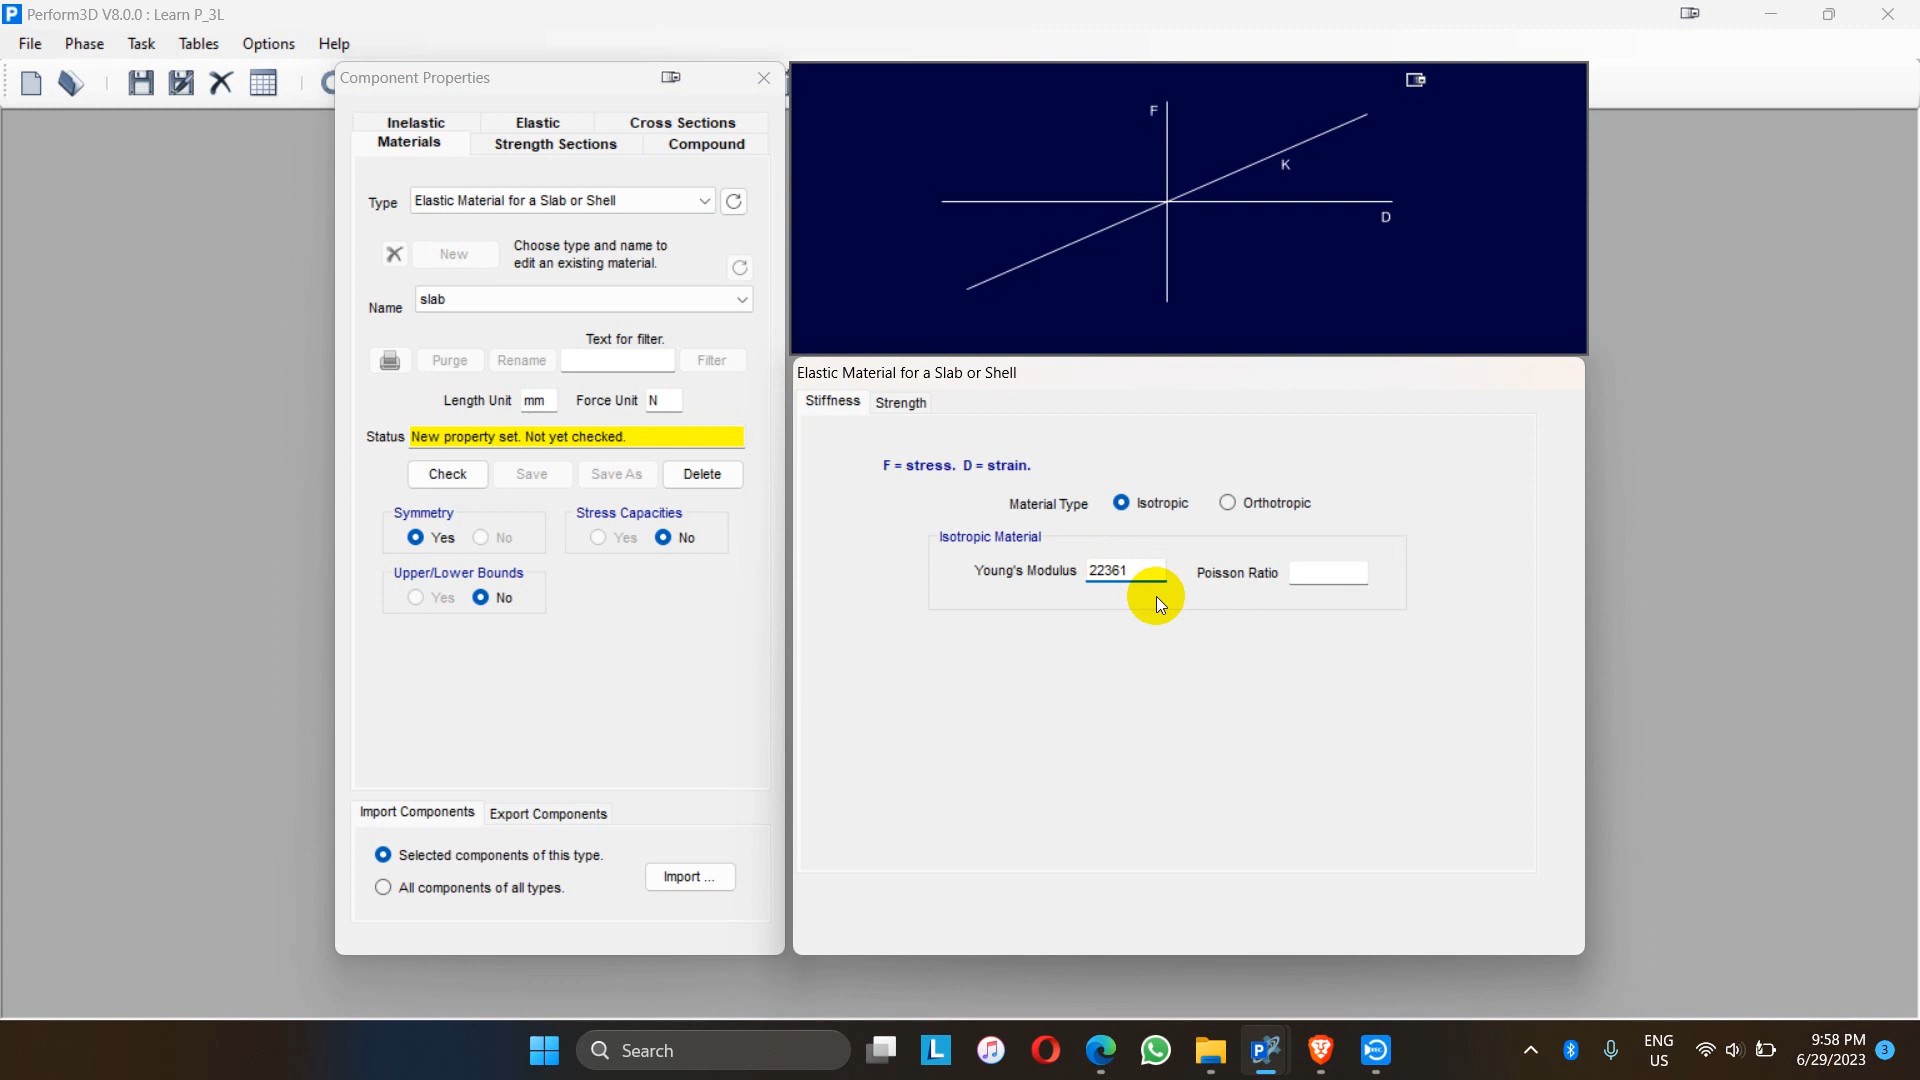 Perform3D V8.0.0 : Learn P_3L
File Phase Task Tables Options Help
Component Properties
Inelastic Elastic Cross Sections
Materials Strength Sections Compound
Type Elastic Material for a Slab or Shell
New
Choose type and name to
edit an existing material.
Name slab
Text for filter.
Purge Rename Filter
Length Unit mm Force Unit N
Status New property set. Not yet checked.
Check Save Save As Delete
Symmetry Stress Capacities
Yes No Yes No
Upper/Lower Bounds
Yes No
Import Components Export Components
Selected components of this type.
All components of all types.
Import ...
F
K
D
Elastic Material for a Slab or Shell
Stiffness Strength
F = stress. D = strain.
Material Type Isotropic Orthotropic
Isotropic Material
Young's Modulus 22361 Poisson Ratio
Search
L
P
REC
ENG
US
9:58 PM
6/29/2023
3